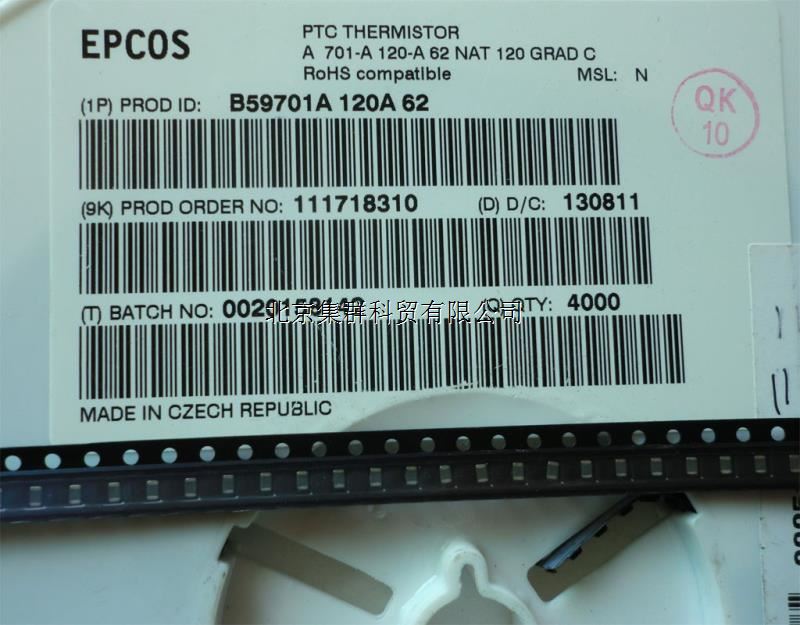 EPCOS
PTC THERMISTOR
A 701-A 120-A 62 NAT 120 GRAD C
RoHS compatible MSL: N
(1P) PROD ID: B59701A 120A 62
QK
10
(9K) PROD ORDER NO: 111718310 (D) D/C: 130811
(T) BATCH NO: QTY: 4000
北京集群科贸有限公司
MADE IN CZECH REPUBLIC